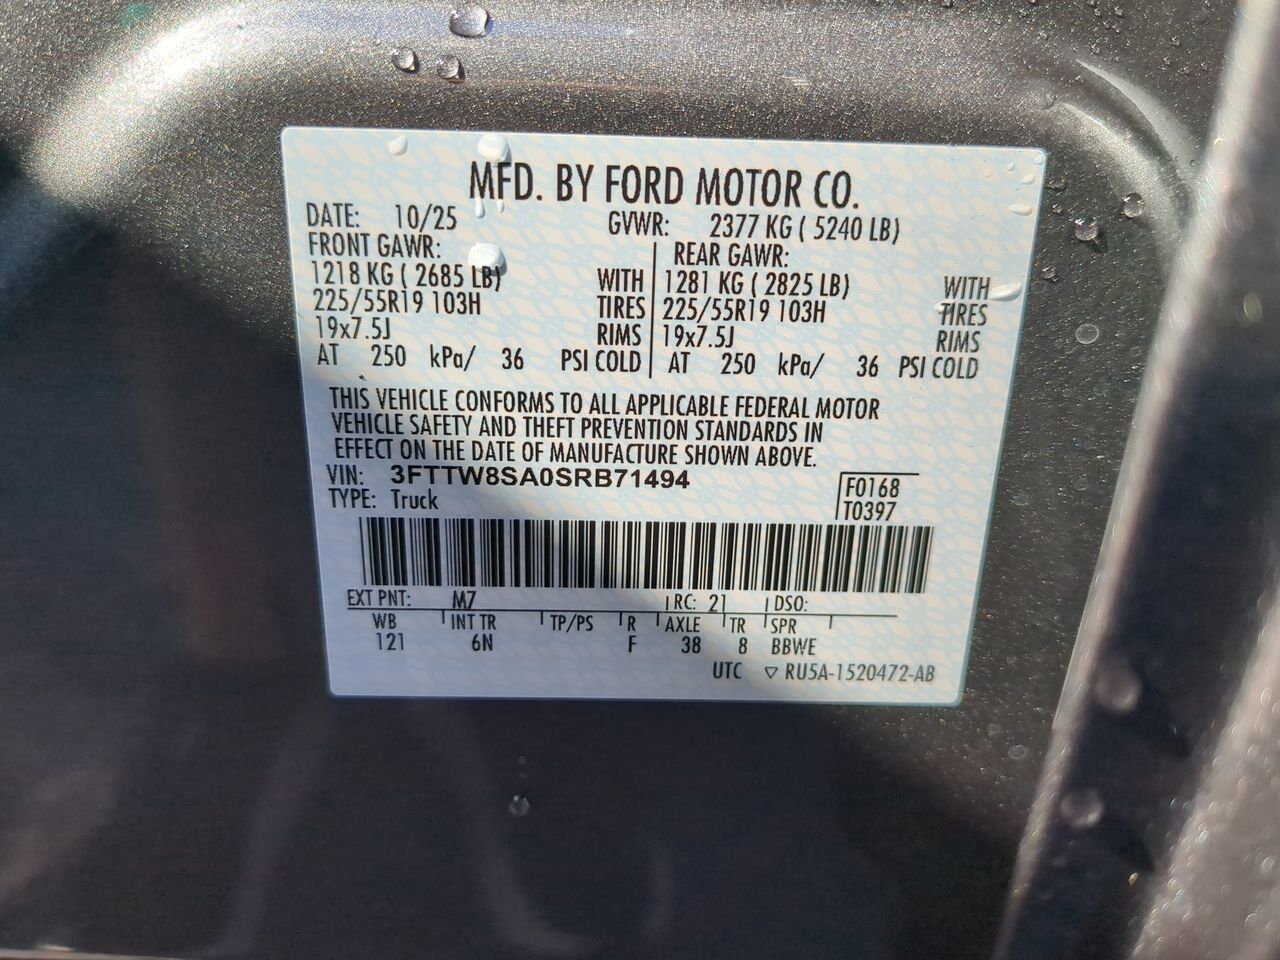 MFD. BY FORD MOTOR CO.
DATE: 10/25 GVWR: 2377 KG ( 5240 LB)
FRONT GAWR: REAR GAWR:
1218 KG ( 2685 LB) WITH 1281 KG ( 2825 LB) WITH
225/55R19 103H TIRES 225/55R19 103H TIRES
19x7.5J RIMS 19x7.5J RIMS
AT 250 kPa/ 36 PSI COLD AT 250 kPa/ 36 PSI COLD
THIS VEHICLE CONFORMS TO ALL APPLICABLE FEDERAL MOTOR
VEHICLE SAFETY AND THEFT PREVENTION STANDARDS IN
EFFECT ON THE DATE OF MANUFACTURE SHOWN ABOVE.
VIN: 3FTTW8SA0SRB71494
F0168
TYPE: Truck
T0397
EXT PNT: M7 RC: 21 DSO:
WB INT TR TP/PS R AXLE TR SPR
121 6N F 38 8 BBWE
UTC ▽ RU5A-1520472-AB